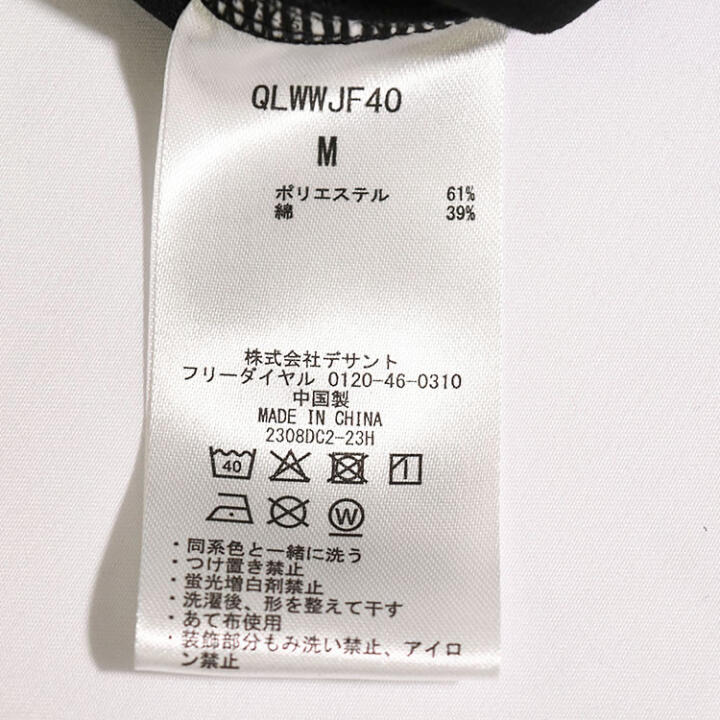 QLWWJF40
M
ポリエステル 61%
綿 39%
株式会社デサント
フリーダイヤル 0120-46-0310
中国製
MADE IN CHINA
2308DC2-23H
40
W
・同系色と一緒に洗う
・つけ置き禁止
・蛍光増白剤禁止
・洗濯後、形を整えて干す
・あて布使用
・装飾部分もみ洗い禁止、アイロ
ン禁止